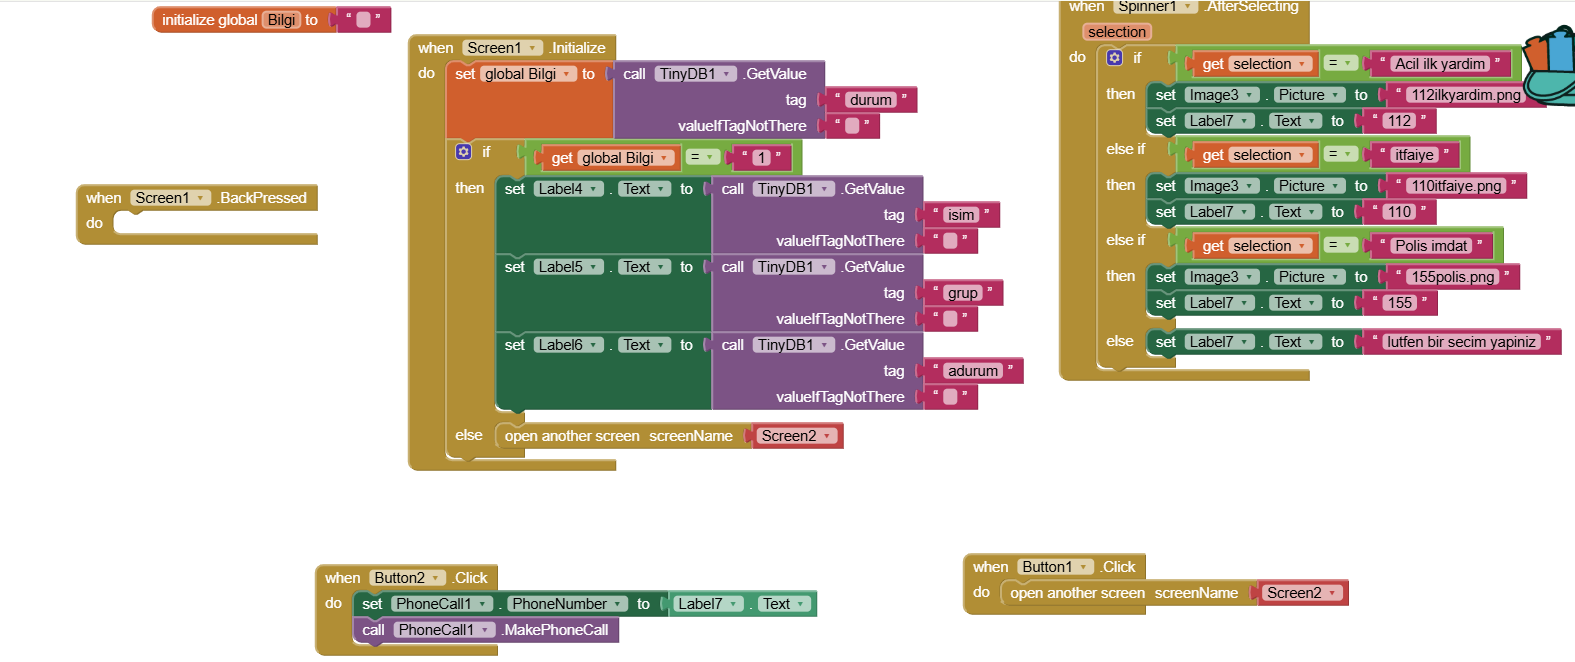 initialize global Bilgi to “ ”
when Screen1 .Initialize
do set global Bilgi to call TinyDB1 .GetValue
tag “ durum ”
valueIfTagNotThere “ ”
if get global Bilgi = “ 1 ”
then set Label4 . Text to call TinyDB1 .GetValue
tag “ isim ”
valueIfTagNotThere “ ”
set Label5 . Text to call TinyDB1 .GetValue
tag “ grup ”
valueIfTagNotThere “ ”
set Label6 . Text to call TinyDB1 .GetValue
tag “ adurum ”
valueIfTagNotThere “ ”
else open another screen screenName Screen2
when Screen1 .BackPressed
do
when Spinner1 .AfterSelecting
selection
do if get selection = “ Acil ilk yardim ”
then set Image3 . Picture to “ 112ilkyardim.png
set Label7 . Text to “ 112 ”
else if get selection = “ itfaiye ”
then set Image3 . Picture to “ 110itfaiye.png ”
set Label7 . Text to “ 110 ”
else if get selection = “ Polis imdat ”
then set Image3 . Picture to “ 155polis.png ”
set Label7 . Text to “ 155 ”
else set Label7 . Text to “ lutfen bir secim yapiniz ”
when Button2 .Click
do set PhoneCall1 . PhoneNumber to Label7 . Text
call PhoneCall1 .MakePhoneCall
when Button1 .Click
do open another screen screenName Screen2